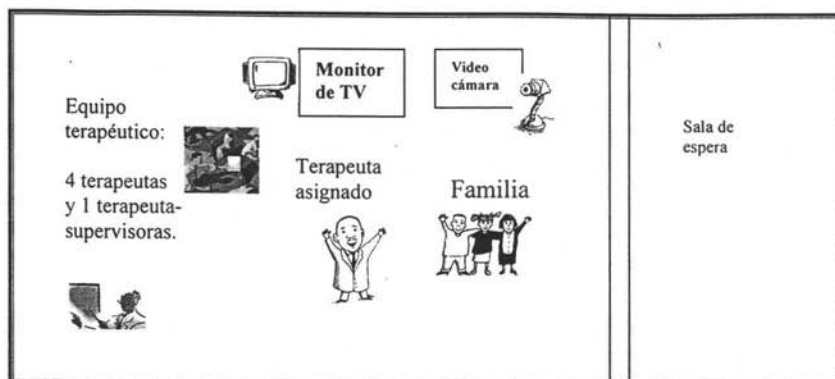 Monitor
de TV
Video
cámara
Equipo
terapéutico:
4 terapeutas
y 1 terapeuta-
supervisoras.
Terapeuta
asignado
Familia
Sala de
espera